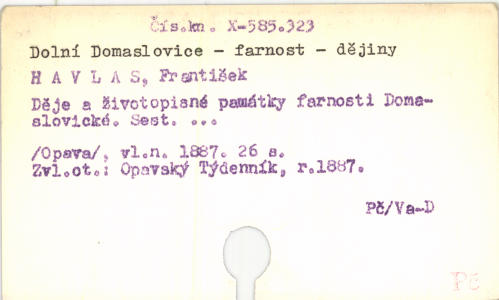 Čís.kn. X-585.323
Dolní Domaslovice - farnost - dějiny
H A V L A S, František
Děje a životopisné památky farnosti Doma-
slovické. Sest. ...
/Opava/, vl.n. 1887. 26 s.
Zvl.ot.: Opavský Týdenník, r.1887.
Pč/Va-D
Pč